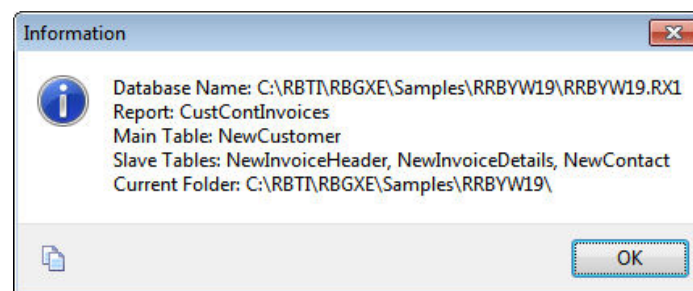 Information
Database Name: C:\RBTI\RBGXE\Samples\RRBYW19\RRBYW19.RX1
Report: CustContInvoices
Main Table: NewCustomer
Slave Tables: NewInvoiceHeader, NewInvoiceDetails, NewContact
Current Folder: C:\RBTI\RBGXE\Samples\RRBYW19\
OK